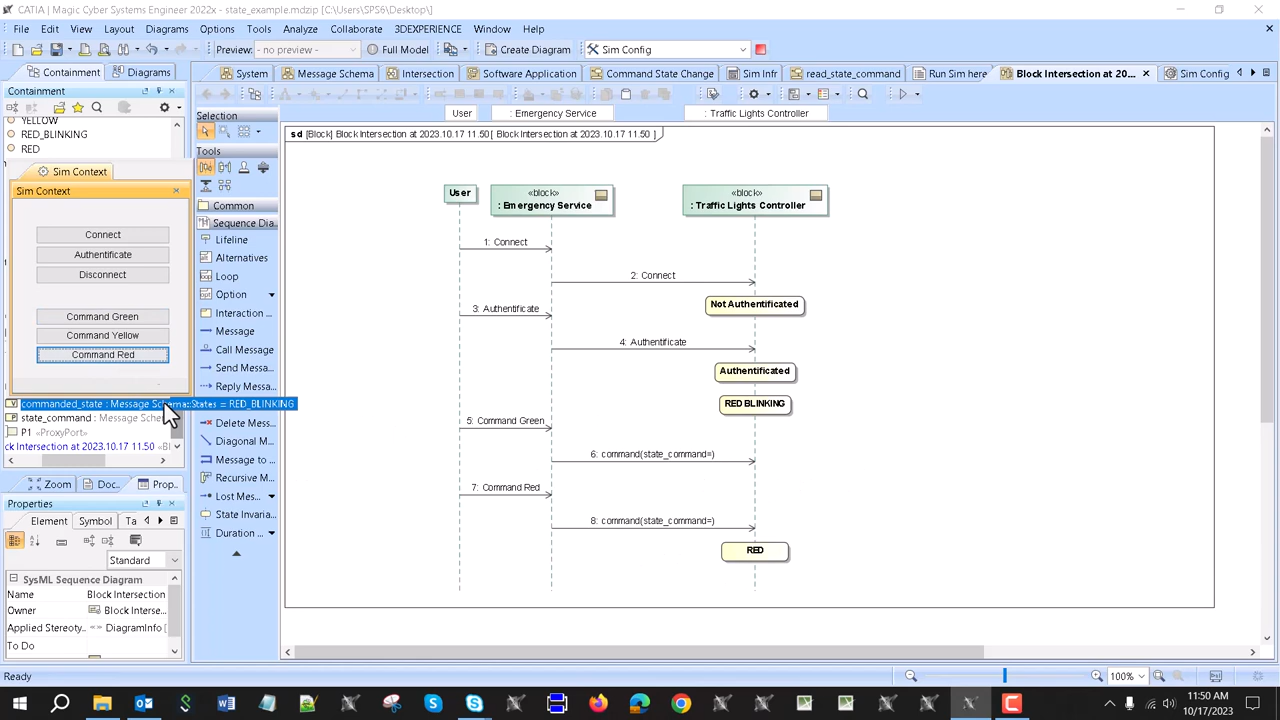 CATIA | Magic Cyber Systems Engineer 2022x - state_example.mdzip [C:\Users\SPS6\Desktop\]
File Edit View Layout Diagrams Options Tools Analyze Collaborate 3DEXPERIENCE Window Help
Preview: - no preview - Full Model Create Diagram Sim Config
Containment Diagrams System Message Schema Intersection Software Application Command State Change Sim Infr read_state_command Run Sim here Block Intersection at 20... Sim Config
Containment
YELLOW
RED_BLINKING
RED
Sim Context
Sim Context
Connect
Authentificate
Disconnect
Command Green
Command Yellow
Command Red
commanded_state : Message Schema::States = RED_BLINKING
state_command : Message Sche
P1 «ProxyPort»
ck Intersection at 2023.10.17 11.50 «Bl
Zoom Doc... Prop...
Properties
Element Symbol Ta
Standard
SysML Sequence Diagram
Name Block Intersection
Owner Block Interse...
Applied Stereoty... «» DiagramInfo [
To Do
Selection
Tools
Common
Sequence Dia...
Lifeline
Alternatives
Loop
Option
Interaction ...
Message
Call Message
Send Messa...
Reply Messa...
Delete Mess...
Diagonal M...
Message to ...
Recursive M...
Lost Mes...
State Invaria...
Duration ...
User : Emergency Service : Traffic Lights Controller
sd [Block] Block Intersection at 2023.10.17 11.50[ Block Intersection at 2023.10.17 11.50 ]
User
«block»
: Emergency Service
«block»
: Traffic Lights Controller
1: Connect
2: Connect
Not Authentificated
3: Authentificate
4: Authentificate
Authentificated
RED BLINKING
5: Command Green
6: command(state_command=)
7: Command Red
8: command(state_command=)
RED
Ready
100%
11:50 AM
10/17/2023